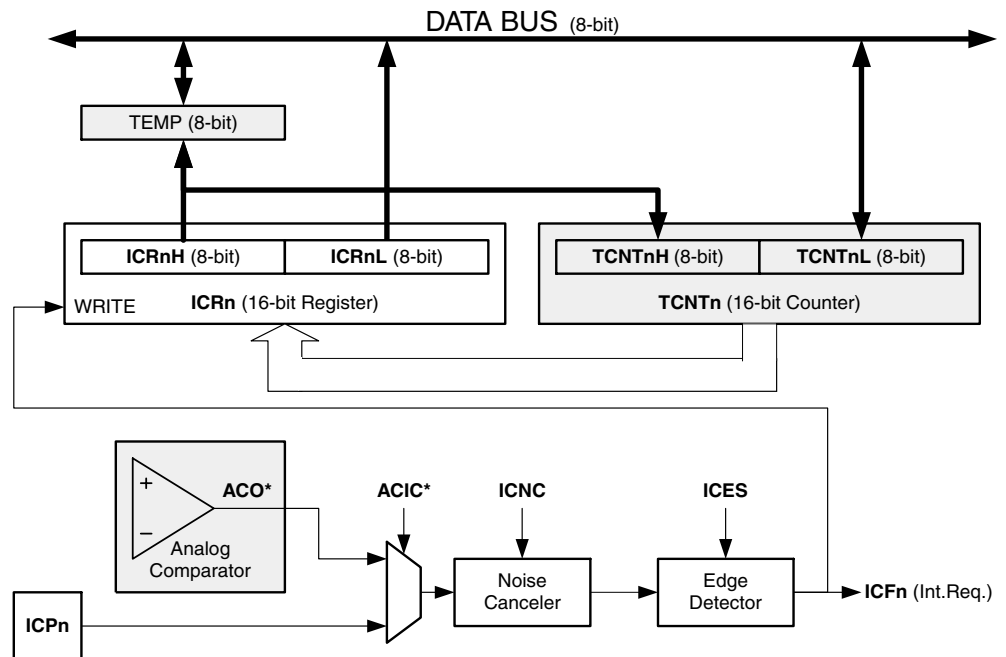 DATA BUS (8-bit)
TEMP (8-bit)
ICRnH (8-bit) ICRnL (8-bit) TCNTnH (8-bit) TCNTnL (8-bit)
WRITE ICRn (16-bit Register) TCNTn (16-bit Counter)
+ ACO* ACIC* ICNC ICES
−
Analog
Comparator
Noise
Canceler
Edge
Detector
ICFn (Int.Req.)
ICPn